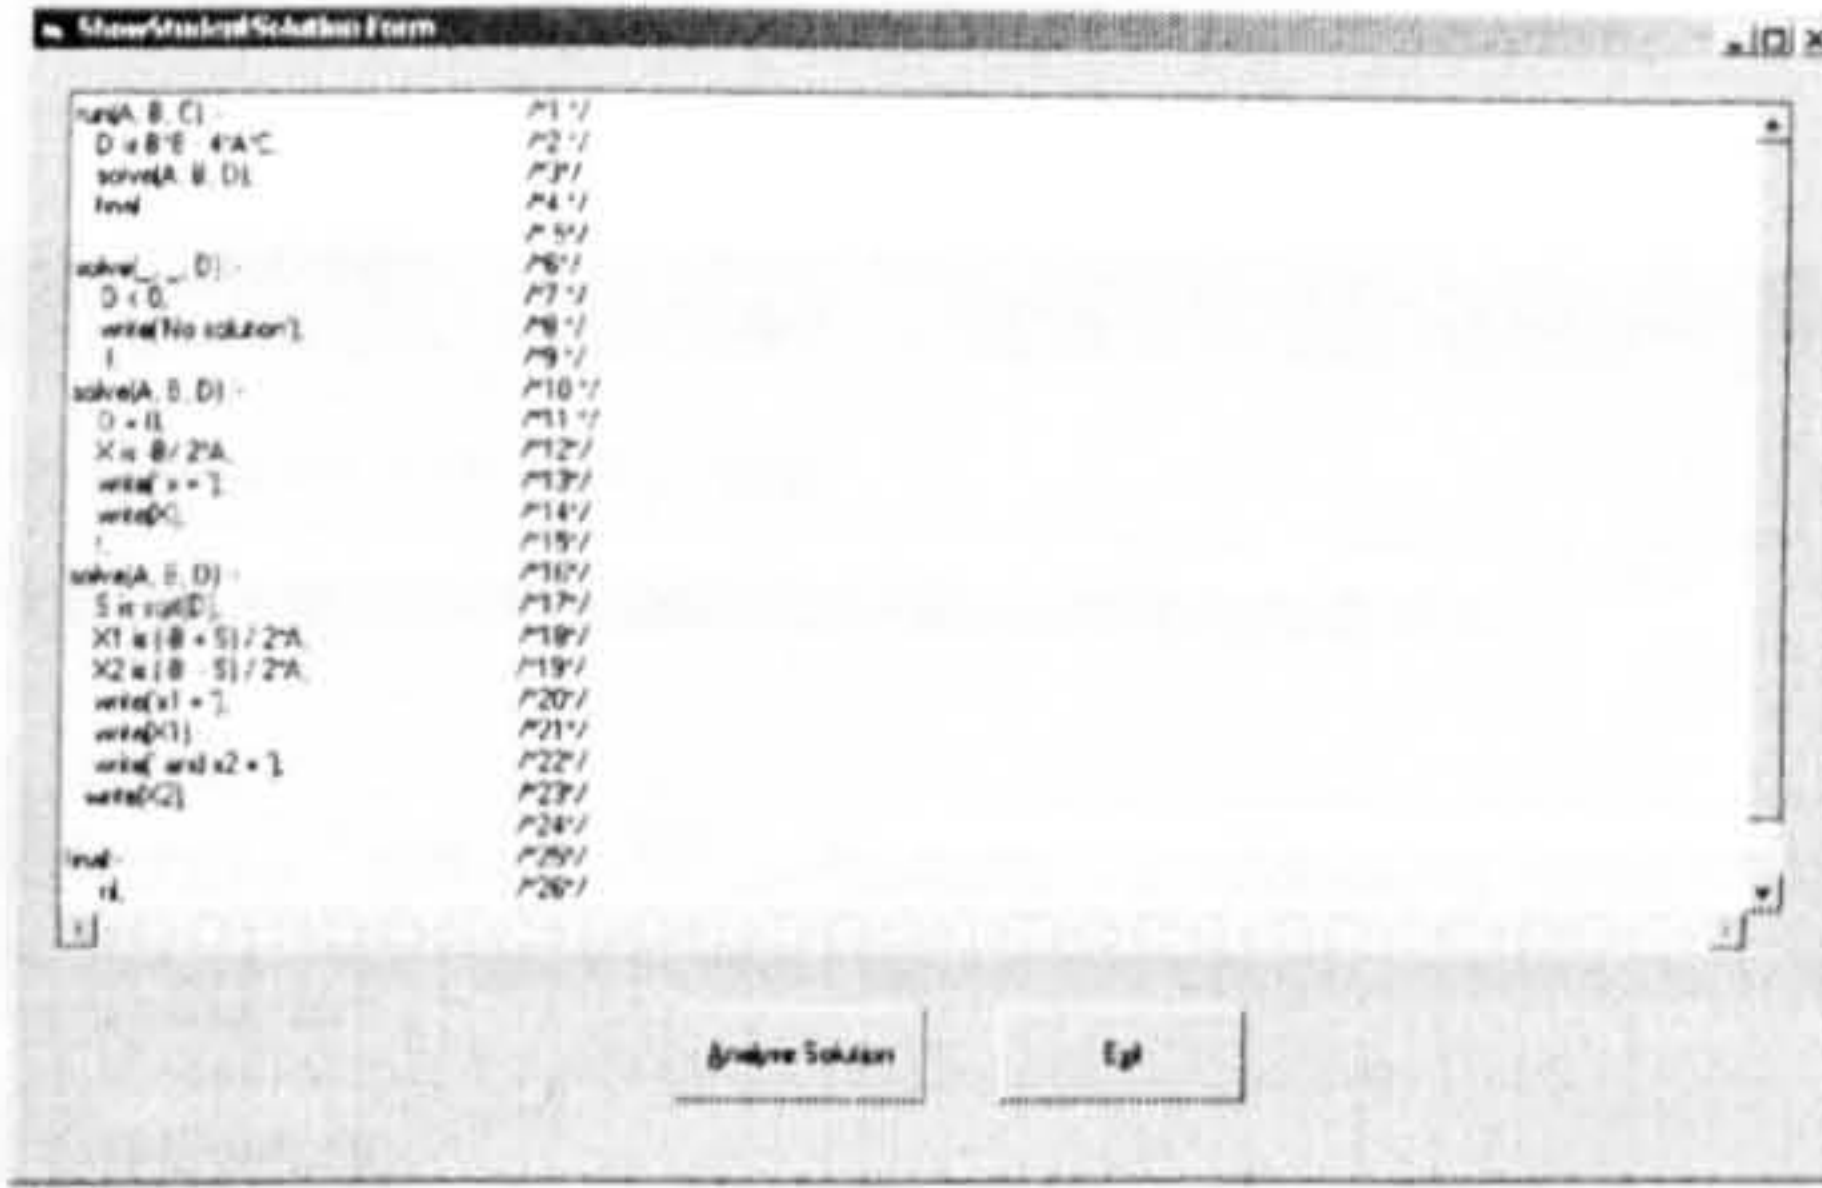 ShowStudentSolution Form
run(A, B, C) :- /*1 */
D is B*B - 4*A*C, /*2 */
solve(A, B, D), /*3*/
final. /*4 */
/* 5*/
solve(_, _, D) :- /*6*/
D < 0, /*7 */
write('No solution'), /*8 */
!. /*9 */
solve(A, B, D) :- /*10 */
D = 0, /*11 */
X is -B/ 2*A, /*12*/
write(' x = '), /*13*/
write(X), /*14*/
!. /*15*/
solve(A, B, D) :- /*16*/
S is sqrt(D), /*17*/
X1 is (-B + S) / 2*A, /*18*/
X2 is (-B - S) / 2*A, /*19*/
write('x1 = '), /*20*/
write(X1), /*21*/
write(' and x2 = '), /*22*/
write(X2). /*23*/
/*24*/
final:- /*25*/
nl, /*26*/
Analyse Solution
Exit